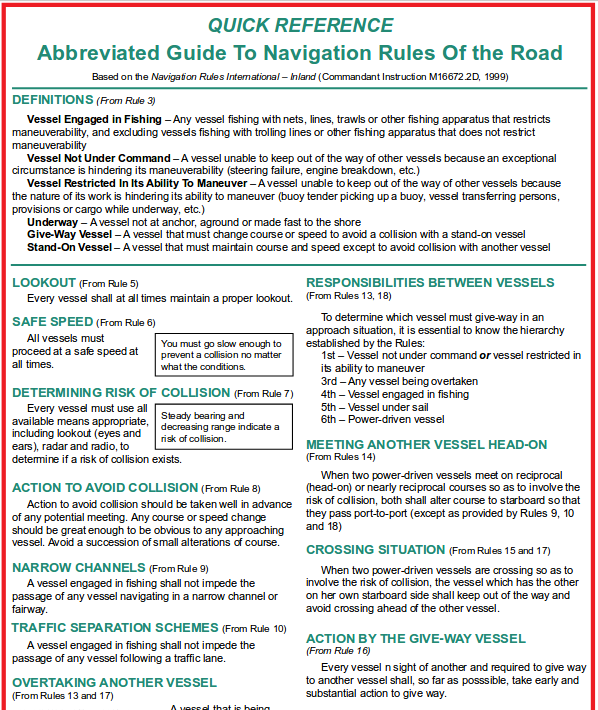 QUICK REFERENCE
Abbreviated Guide To Navigation Rules Of the Road
Based on the Navigation Rules International – Inland (Commandant Instruction M16672.2D, 1999)
DEFINITIONS (From Rule 3)
Vessel Engaged in Fishing – Any vessel fishing with nets, lines, trawls or other fishing apparatus that restricts
maneuverability, and excluding vessels fishing with trolling lines or other fishing apparatus that does not restrict
maneuverability
Vessel Not Under Command – A vessel unable to keep out of the way of other vessels because an exceptional
circumstance is hindering its maneuverability (steering failure, engine breakdown, etc.)
Vessel Restricted In Its Ability To Maneuver – A vessel unable to keep out of the way of other vessels because
the nature of its work is hindering its ability to maneuver (buoy tender picking up a buoy, vessel transferring persons,
provisions or cargo while underway, etc.)
Underway – A vessel not at anchor, aground or made fast to the shore
Give-Way Vessel – A vessel that must change course or speed to avoid a collision with a stand-on vessel
Stand-On Vessel – A vessel that must maintain course and speed except to avoid collision with another vessel
LOOKOUT (From Rule 5)
Every vessel shall at all times maintain a proper lookout.
SAFE SPEED (From Rule 6)
All vessels must
proceed at a safe speed at
all times.
You must go slow enough to
prevent a collision no matter
what the conditions.
DETERMINING RISK OF COLLISION (From Rule 7)
Every vessel must use all
available means appropriate,
including lookout (eyes and
ears), radar and radio, to
determine if a risk of collision exists.
Steady bearing and
decreasing range indicate a
risk of collision.
ACTION TO AVOID COLLISION (From Rule 8)
Action to avoid collision should be taken well in advance
of any potential meeting. Any course or speed change
should be great enough to be obvious to any approaching
vessel. Avoid a succession of small alterations of course.
NARROW CHANNELS (From Rule 9)
A vessel engaged in fishing shall not impede the
passage of any vessel navigating in a narrow channel or
fairway.
TRAFFIC SEPARATION SCHEMES (From Rule 10)
A vessel engaged in fishing shall not impede the
passage of any vessel following a traffic lane.
OVERTAKING ANOTHER VESSEL
(From Rules 13 and 17)
A vessel that is being
RESPONSIBILITIES BETWEEN VESSELS
(From Rules 13, 18)
To determine which vessel must give-way in an
approach situation, it is essential to know the hierarchy
established by the Rules:
1st – Vessel not under command or vessel restricted in
its ability to maneuver
3rd – Any vessel being overtaken
4th – Vessel engaged in fishing
5th – Vessel under sail
6th – Power-driven vessel
MEETING ANOTHER VESSEL HEAD-ON
(From Rules 14)
When two power-driven vessels meet on reciprocal
(head-on) or nearly reciprocal courses so as to involve the
risk of collision, both shall alter course to starboard so that
they pass port-to-port (except as provided by Rules 9, 10
and 18)
CROSSING SITUATION (From Rules 15 and 17)
When two power-driven vessels are crossing so as to
involve the risk of collision, the vessel which has the other
on her own starboard side shall keep out of the way and
avoid crossing ahead of the other vessel.
ACTION BY THE GIVE-WAY VESSEL
(From Rule 16)
Every vessel n sight of another and required to give way
to another vessel shall, so far as posssible, take early and
substantial action to give way.